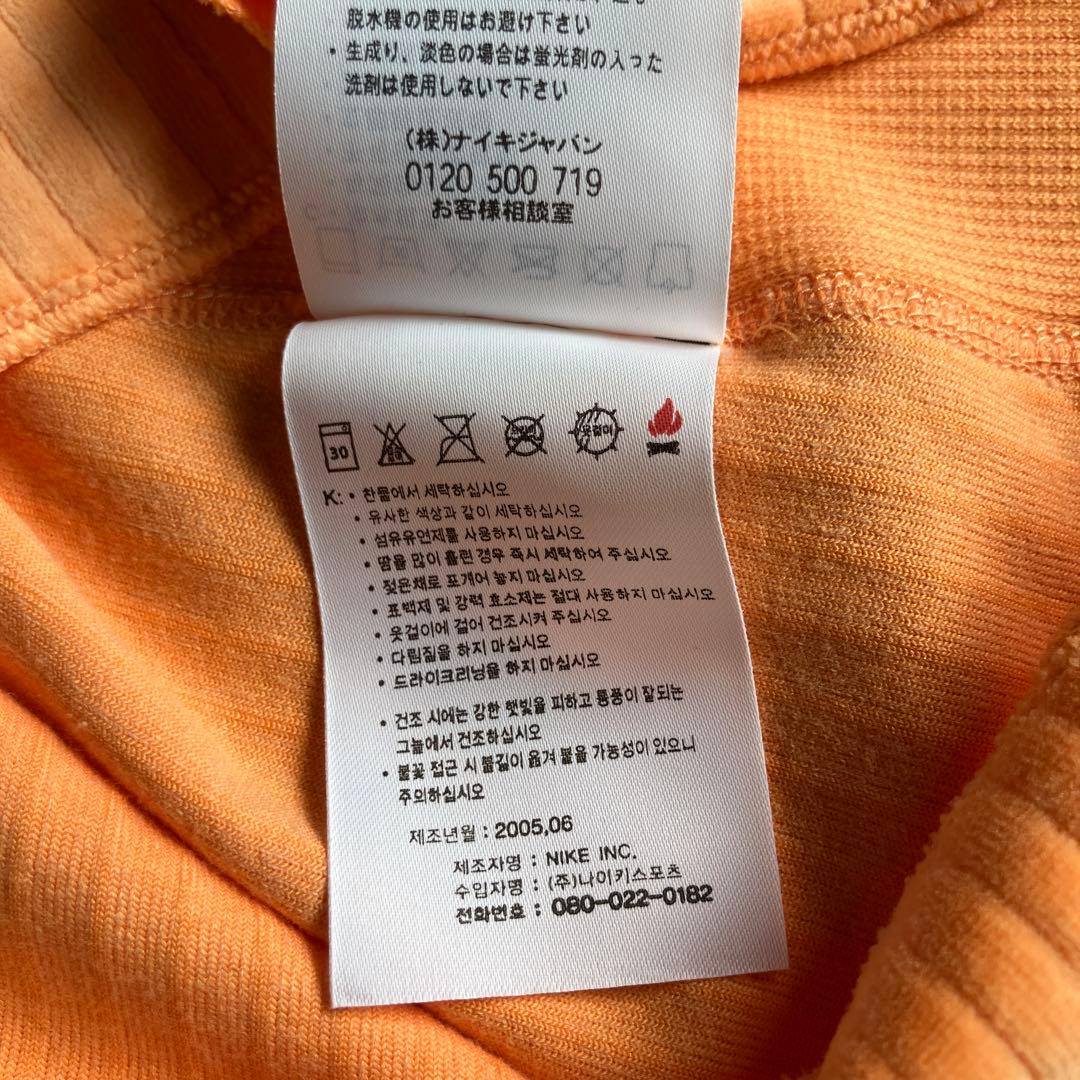 脱水機の使用はお避け下さい
・生成り、淡色の場合は蛍光剤の入った
洗剤は使用しないで下さい
(株)ナイキジャパン
0120 500 719
お客様相談室
30
옷걸이
K: • 찬물에서 세탁하십시오
• 유사한 색상과 같이 세탁하십시오
• 섬유유연제를 사용하지 마십시오
• 땀을 많이 흘린 경우 즉시 세탁하여 주십시오
• 젖은채로 포개어 놓지 마십시오
• 표백제 및 강력 효소제는 절대 사용하지 마십시오
• 옷걸이에 걸어 건조시켜 주십시오
• 다림질을 하지 마십시오
• 드라이크리닝을 하지 마십시오
• 건조 시에는 강한 햇빛을 피하고 통풍이 잘되는
그늘에서 건조하십시오
• 불꽃 접근 시 불길이 옮겨 붙을 가능성이 있으니
주의하십시오
제조년월 : 2005,06
제조자명 : NIKE INC.
수입자명 : (주)나이키스포츠
전화번호 : 080-022-0182